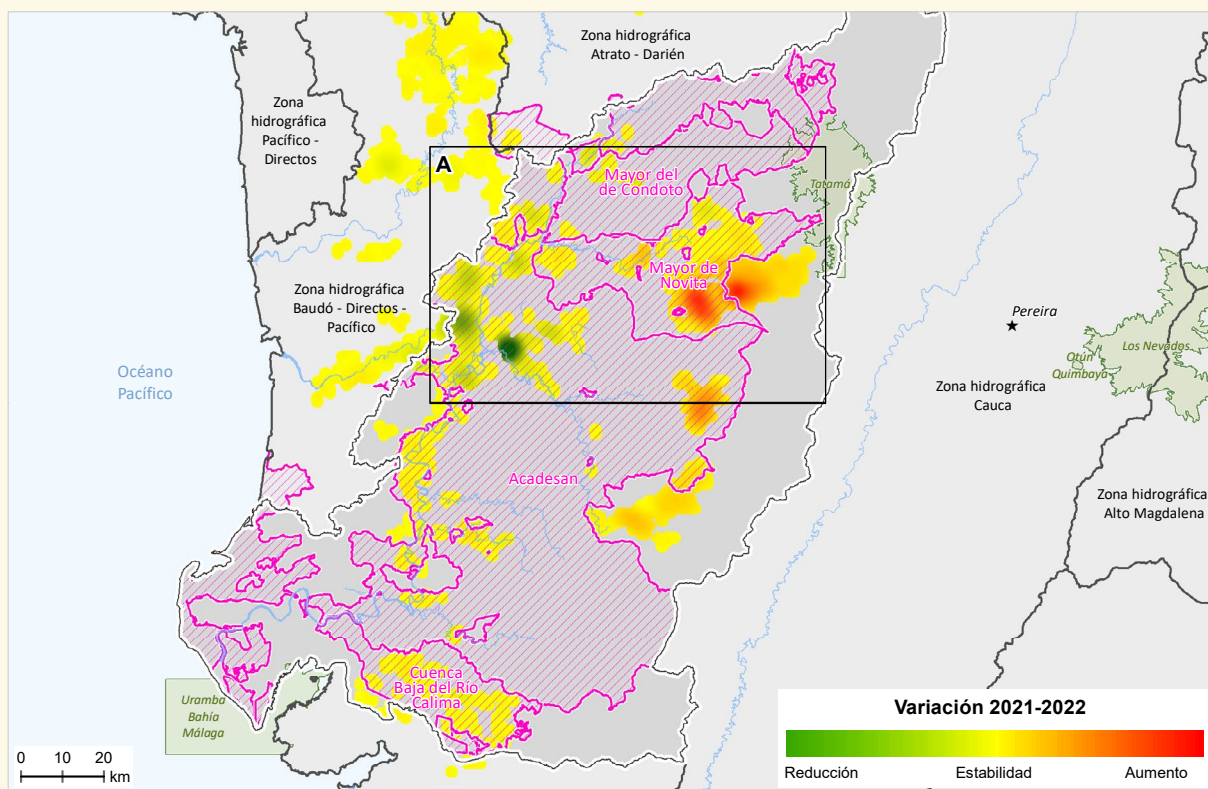 Zona hidrográfica
Atrato - Darién
Zona
hidrográfica
Pacífico -
Directos
A
Mayor del
de Condoto
Tatamá
Mayor de
Novita
Zona hidrográfica
Baudó - Directos -
Pacífico
Pereira
Los Nevados
Otún
Quimbaya
Océano
Pacífico
Zona hidrográfica
Cauca
Acadesan
Zona hidrográfica
Alto Magdalena
Cuenca
Baja del Río
Calima
Uramba
Bahía
Málaga
Variación 2021-2022
Reducción Estabilidad Aumento
0 10 20
km